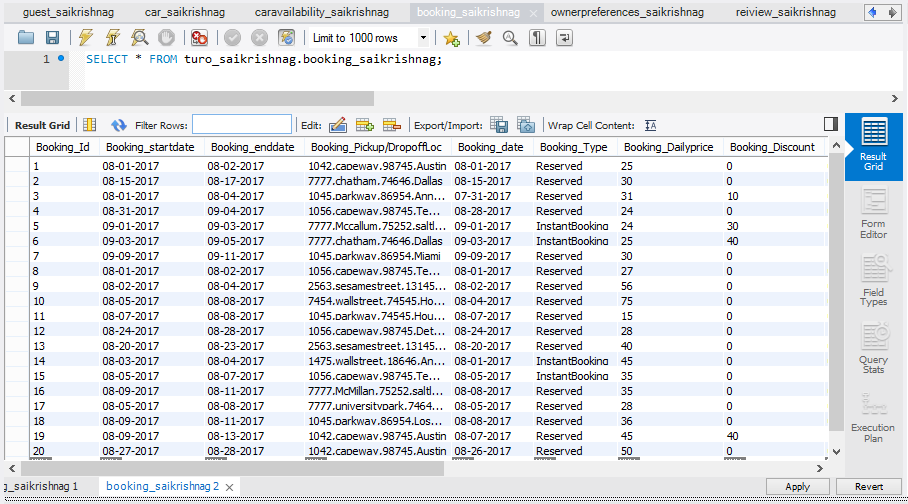 guest_saikrishnag car_saikrishnag caravailability_saikrishnag booking_saikrishnag ownerpreferences_saikrishnag reiview_saikrishnag
Limit to 1000 rows
1 SELECT * FROM turo_saikrishnag.booking_saikrishnag;
Result Grid Filter Rows: Edit: Export/Import: Wrap Cell Content:
Booking_Id Booking_startdate Booking_enddate Booking_Pickup/DropoffLoc Booking_date Booking_Type Booking_Dailyprice Booking_Discount
1 08-01-2017 08-02-2017 1042.capeway.98745.Austin 08-01-2017 Reserved 25 0
2 08-15-2017 08-17-2017 7777.chatham.74646.Dallas 08-15-2017 Reserved 30 0
3 08-01-2017 08-04-2017 1045.parkway.86954.Ann... 07-31-2017 Reserved 31 10
4 08-31-2017 09-04-2017 1056.capeway.98745.Te... 08-28-2017 Reserved 24 0
5 09-01-2017 09-03-2017 7777.Mccallum.75252.saltl... 09-01-2017 InstantBooking 24 30
6 09-03-2017 09-05-2017 7777.chatham.74646.Dallas 09-03-2017 InstantBooking 25 40
7 09-09-2017 09-11-2017 1045.parkway.86954.Miami 09-09-2017 Reserved 30 0
8 08-01-2017 08-02-2017 1056.capeway.98745.Te... 08-01-2017 Reserved 27 0
9 08-02-2017 08-04-2017 2563.sesamestreet.13145... 08-02-2017 Reserved 56 0
10 08-05-2017 08-08-2017 7454.wallstreet.74545.Hou... 08-04-2017 Reserved 75 0
11 08-07-2017 08-08-2017 1045.parkway.74545.Hou... 08-07-2017 Reserved 15 0
12 08-24-2017 08-28-2017 1056.capeway.98745.Det... 08-24-2017 Reserved 28 0
13 08-20-2017 08-23-2017 2563.sesamestreet.13145... 08-20-2017 Reserved 40 0
14 08-03-2017 08-04-2017 1475.wallstreet.18646.An... 08-01-2017 InstantBooking 45 0
15 08-05-2017 08-07-2017 1056.capeway.98745.Te... 08-05-2017 InstantBooking 35 0
16 08-09-2017 08-11-2017 7777.McMillan.75252.saltl... 08-08-2017 Reserved 35 0
17 08-05-2017 08-08-2017 7777.universitypark.7464... 08-05-2017 Reserved 28 0
18 08-09-2017 08-11-2017 1045.parkway.86954.Los... 08-08-2017 Reserved 36 0
19 08-09-2017 08-13-2017 1042.capeway.98745.Austin 08-07-2017 Reserved 45 40
20 08-27-2017 08-28-2017 1042.capeway.98745.Austin 08-26-2017 Reserved 50 0
Result
Grid
Form
Editor
Field
Types
Query
Stats
Execution
Plan
g_saikrishnag 1 booking_saikrishnag 2 Apply Revert